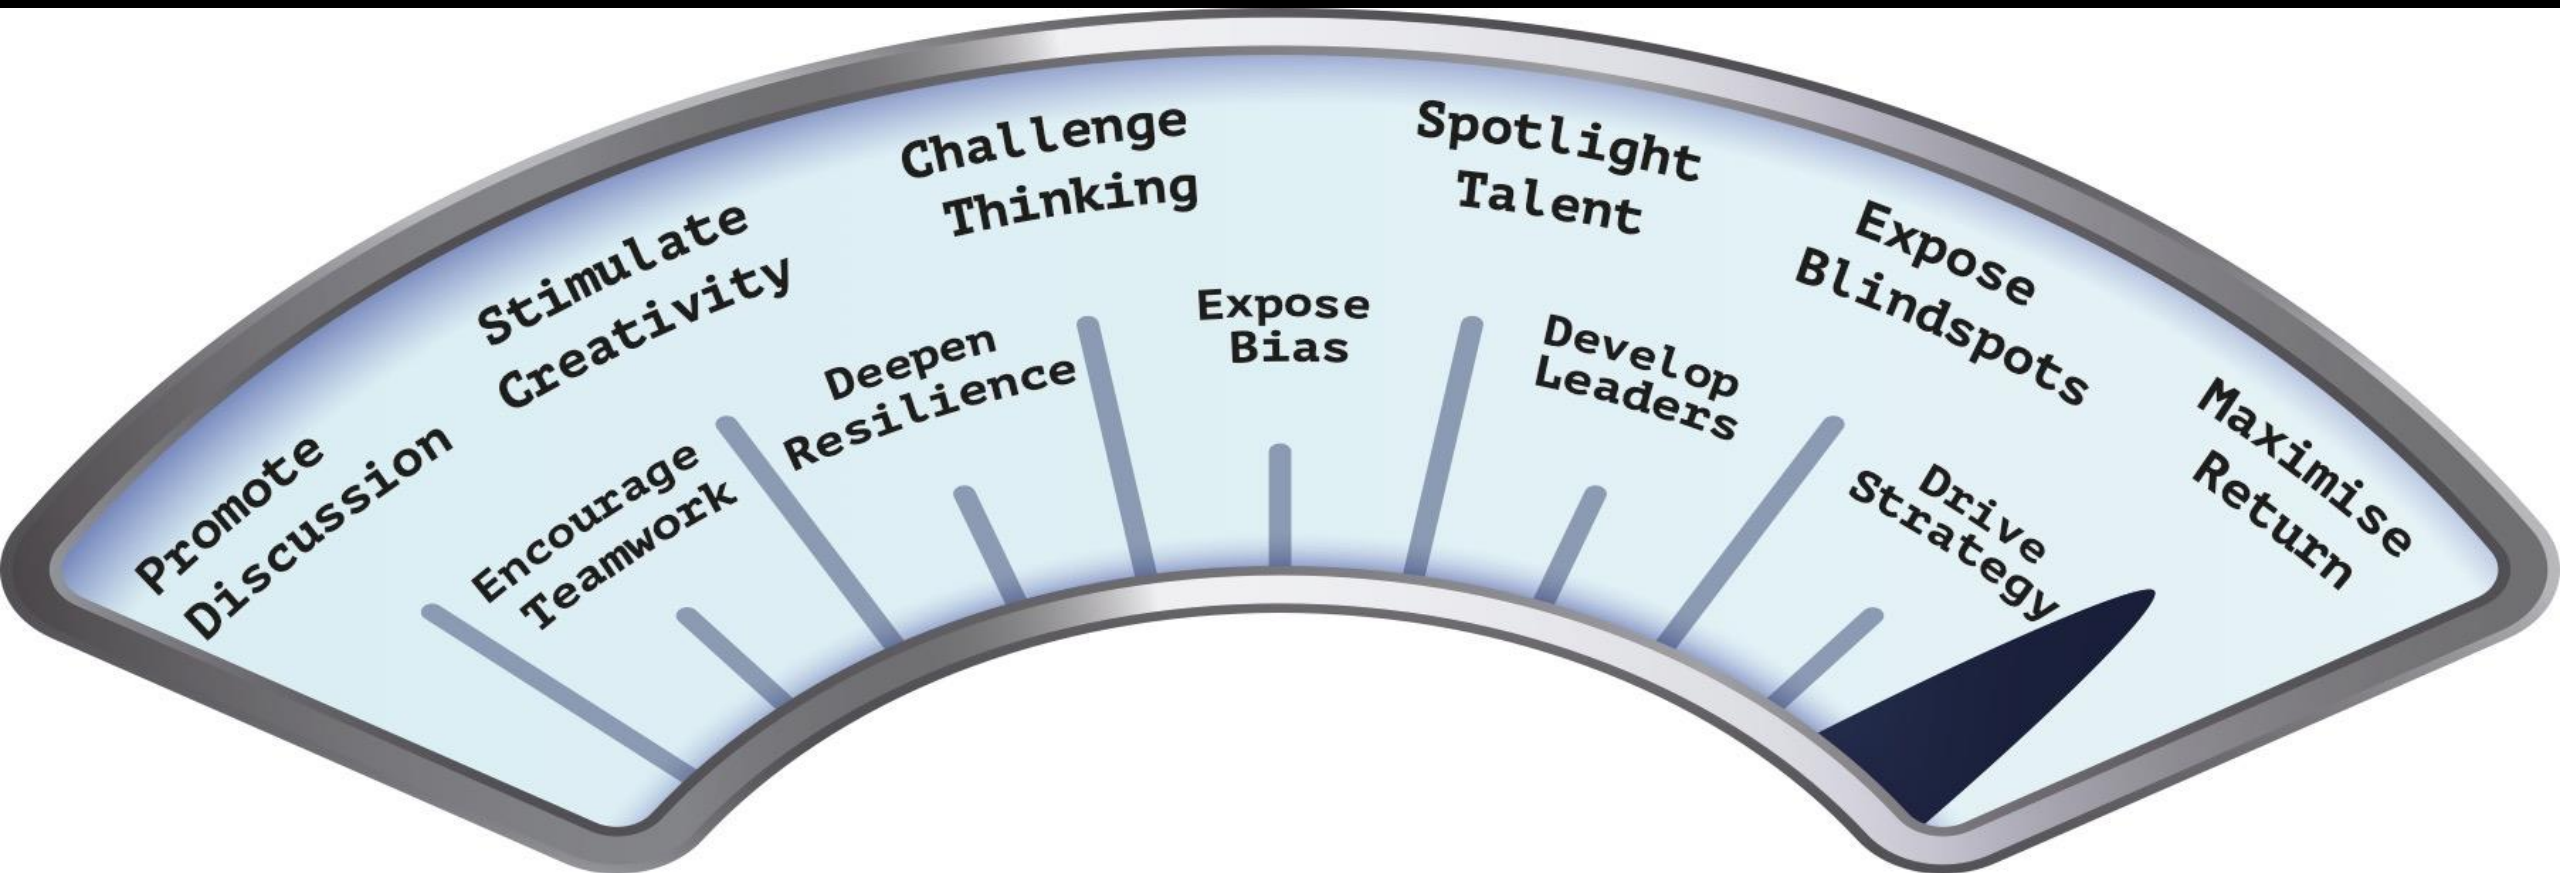 Promote
Discussion
Stimulate
Creativity
Challenge
Thinking
Spotlight
Talent
Expose
Blindspots
Maximise
Return
Encourage
Teamwork
Deepen
Resilience
Expose
Bias
Develop
Leaders
Drive
Strategy